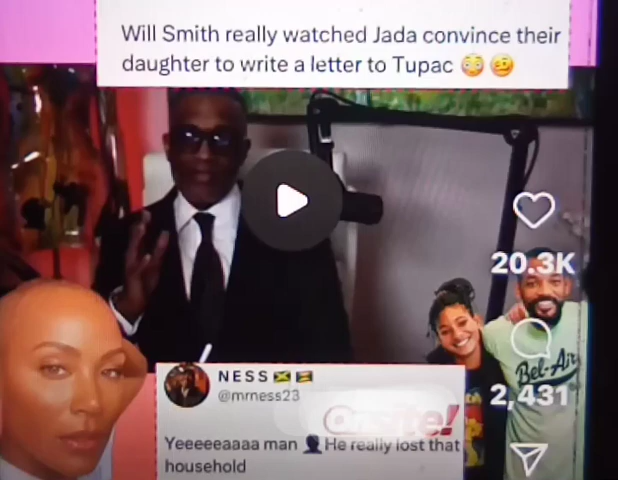 Will Smith really watched Jada convince their
daughter to write a letter to Tupac 😳 🥴
20.3K
Bel-Air
2,431
NESS 🇯🇲
@mrness23
Onsite!
Yeeeeeaaaa man 👤 He really lost that
household